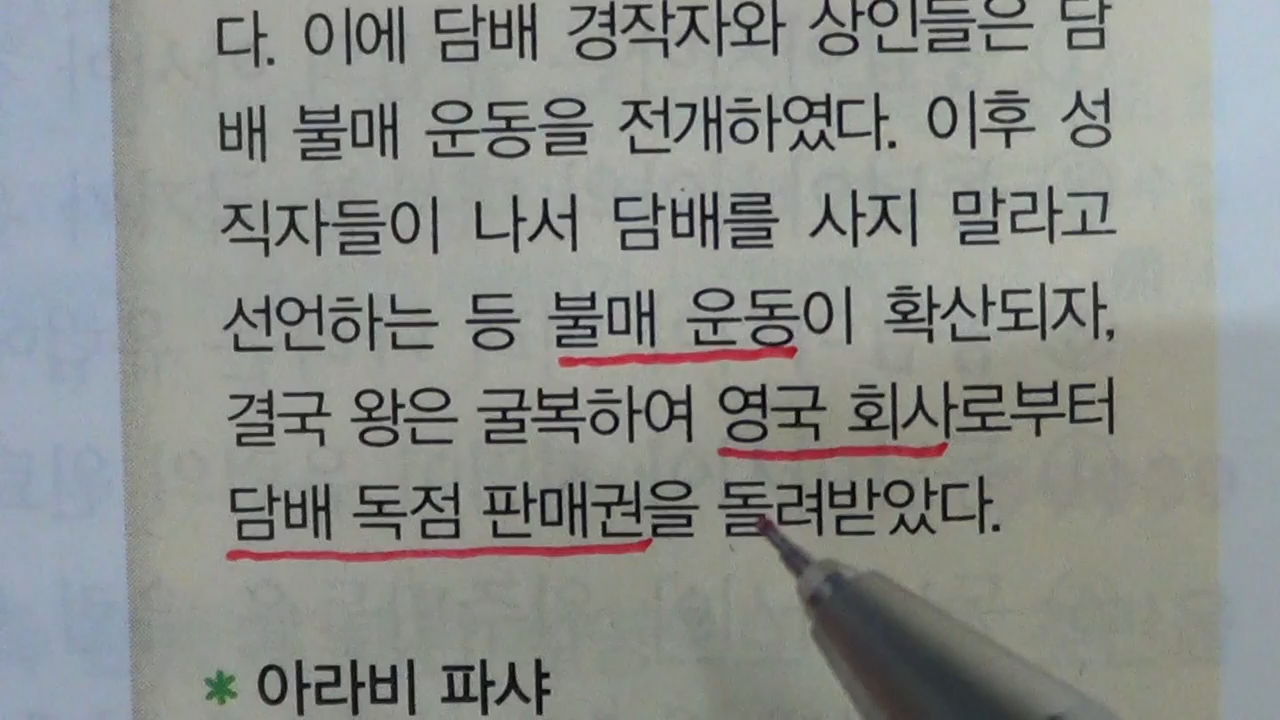 다. 이에 담배 경작자와 상인들은 담
배 불매 운동을 전개하였다. 이후 성
직자들이 나서 담배를 사지 말라고
선언하는 등 불매 운동이 확산되자,
결국 왕은 굴복하여 영국 회사로부터
담배 독점 판매권을 돌려받았다.
* 아라비 파샤